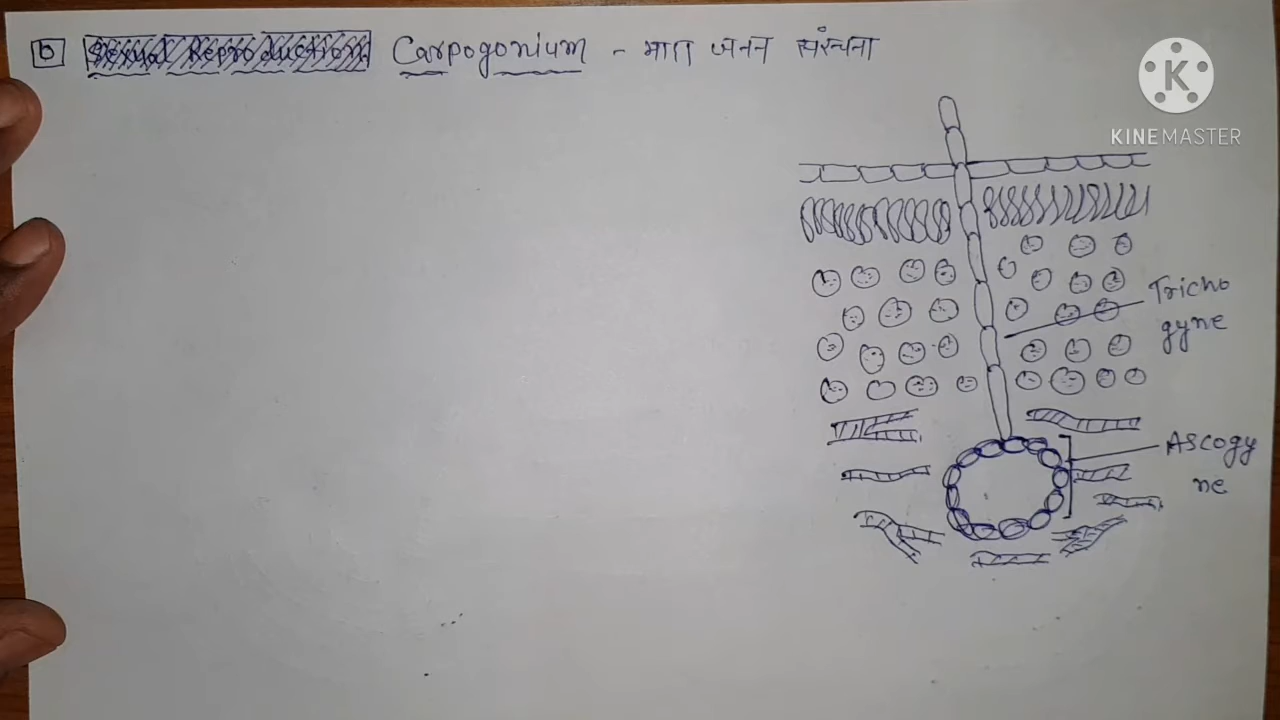 b Sexual Reproduction Carpogonium - मादा जनन संरचना
K
KINEMASTER
Tricho
gyne
Ascogy
ne